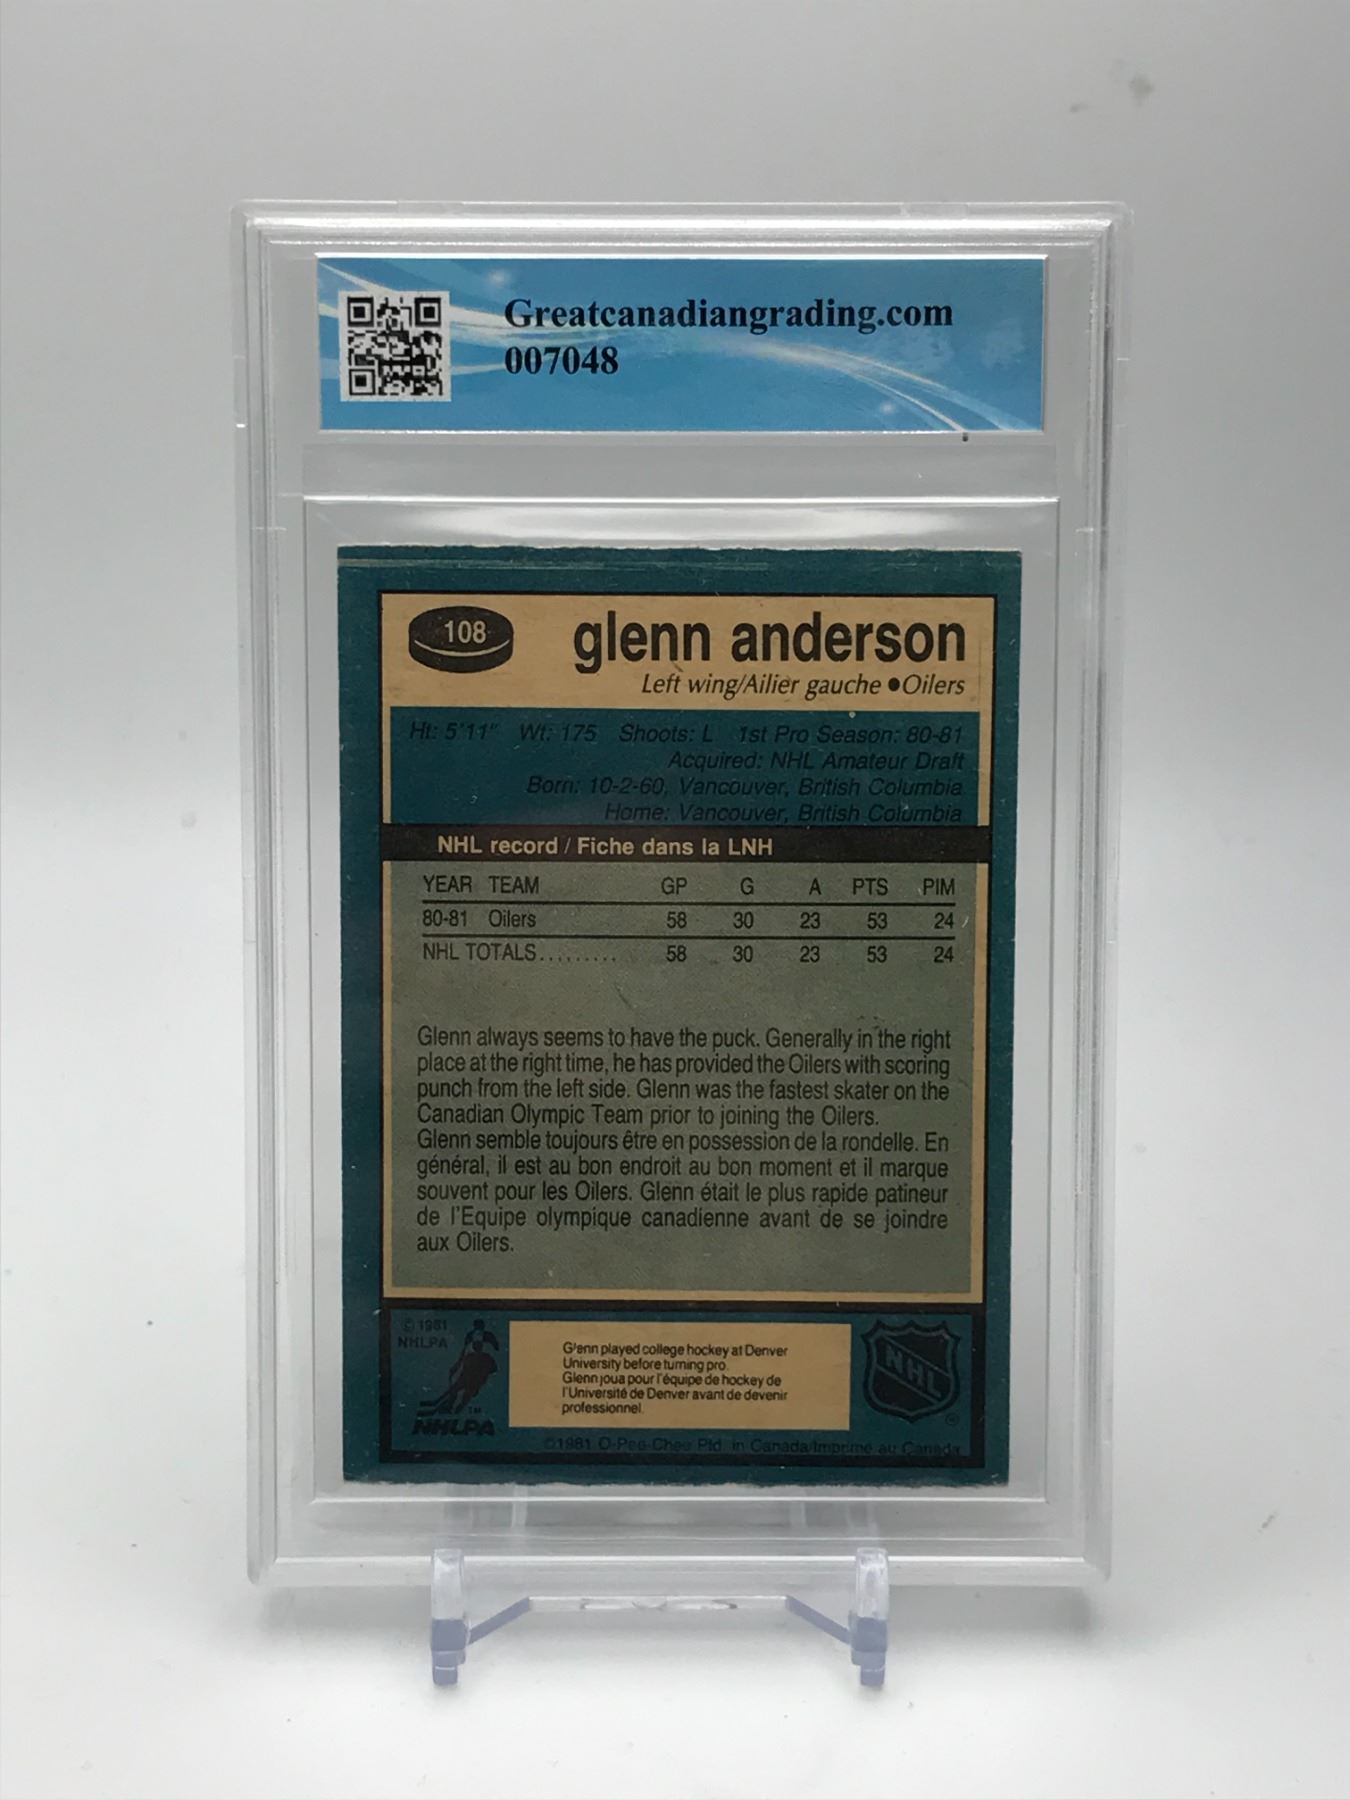 Greatcanadiangrading.com
007048
108
glenn anderson
Left wing/Ailier gauche ●Oilers
Ht: 5'11" Wt: 175 Shoots: L 1st Pro Season: 80-81
Acquired: NHL Amateur Draft
Born: 10-2-60, Vancouver, British Columbia
Home: Vancouver, British Columbia
NHL record / Fiche dans la LNH
YEAR TEAM GP G A PTS PIM
80-81 Oilers 58 30 23 53 24
NHL TOTALS......... 58 30 23 53 24
Glenn always seems to have the puck. Generally in the right
place at the right time, he has provided the Oilers with scoring
punch from the left side. Glenn was the fastest skater on the
Canadian Olympic Team prior to joining the Oilers.
Glenn semble toujours être en possession de la rondelle. En
général, il est au bon endroit au bon moment et il marque
souvent pour les Oilers. Glenn était le plus rapide patineur
de l'Equipe olympique canadienne avant de se joindre
aux Oilers.
© 1981
NHLPA
TM
NHLPA
Glenn played college hockey at Denver
University before turning pro.
Glenn joua pour l'équipe de hockey de
l'Université de Denver avant de devenir
professionnel.
NHL
®
©1981 O-Pee-Chee Ptd. in Canada/Imprimé au Canada